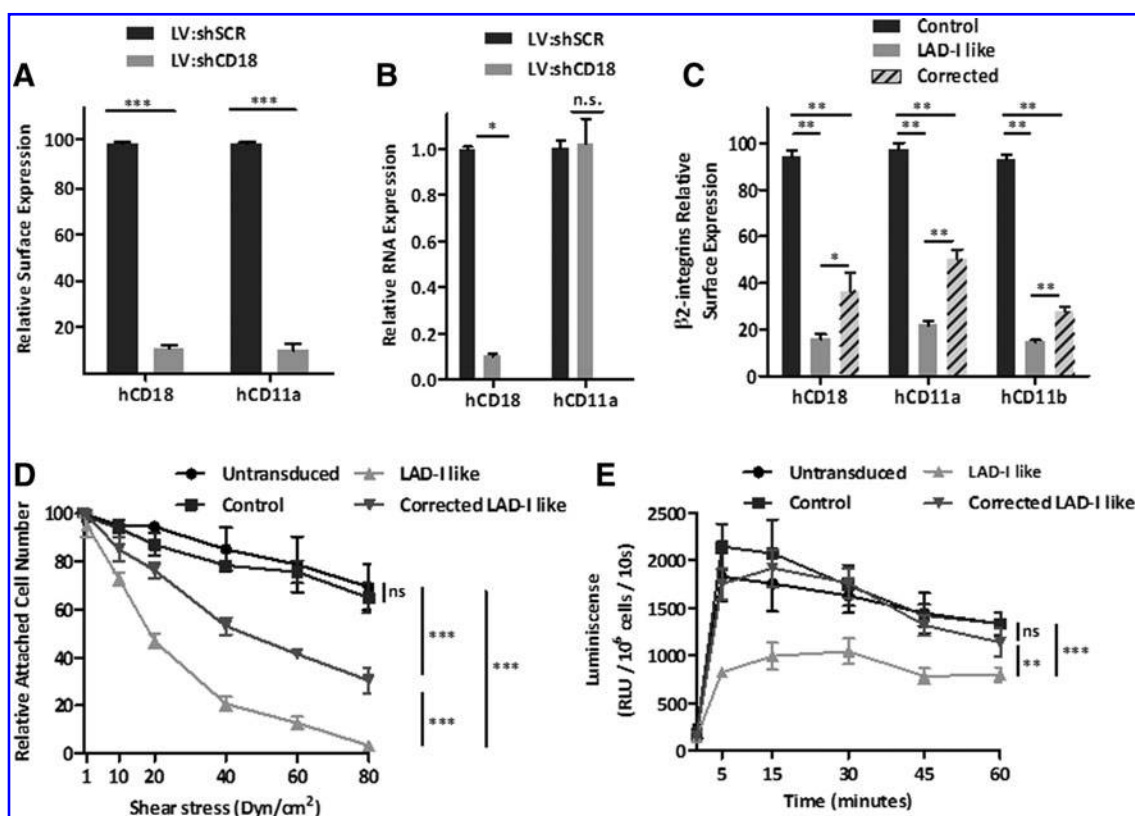 A
LV:shSCR
LV:shCD18
Relative Surface Expression
100
80
60
40
20
***
***
hCD18
hCD11a
B
LV:shSCR
LV:shCD18
Relative RNA Expression
1.0
0.8
0.6
0.4
0.2
0.0
*
n.s.
hCD18
hCD11a
C
Control
LAD-I like
Corrected
β2-integrins Relative
Surface Expression
100
80
60
40
20
0
**
**
*
**
**
**
**
**
**
hCD18
hCD11a
hCD11b
D
Untransduced
LAD-I like
Control
Corrected LAD-I like
Relative Attached Cell Number
100
80
60
40
20
0
ns
***
***
***
1
10
20
40
60
80
Shear stress (Dyn/cm²)
E
Untransduced
LAD-I like
Control
Corrected LAD-I like
Luminiscense
(RLU / 10⁶ cells / 10s)
2500
2000
1500
1000
500
0
ns
**
***
5
15
30
45
60
Time (minutes)